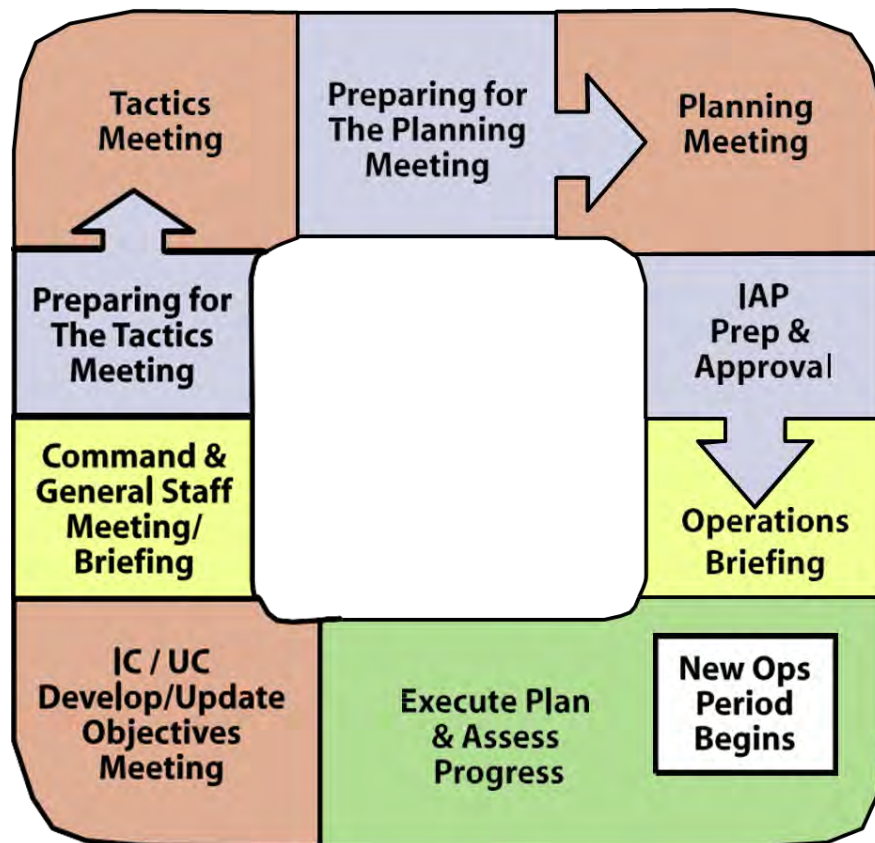 Tactics
Meeting
Preparing for
The Planning
Meeting
Planning
Meeting
Preparing for
The Tactics
Meeting
IAP
Prep &
Approval
Command &
General Staff
Meeting/
Briefing
Operations
Briefing
IC / UC
Develop/Update
Objectives
Meeting
Execute Plan
& Assess
Progress
New Ops
Period
Begins